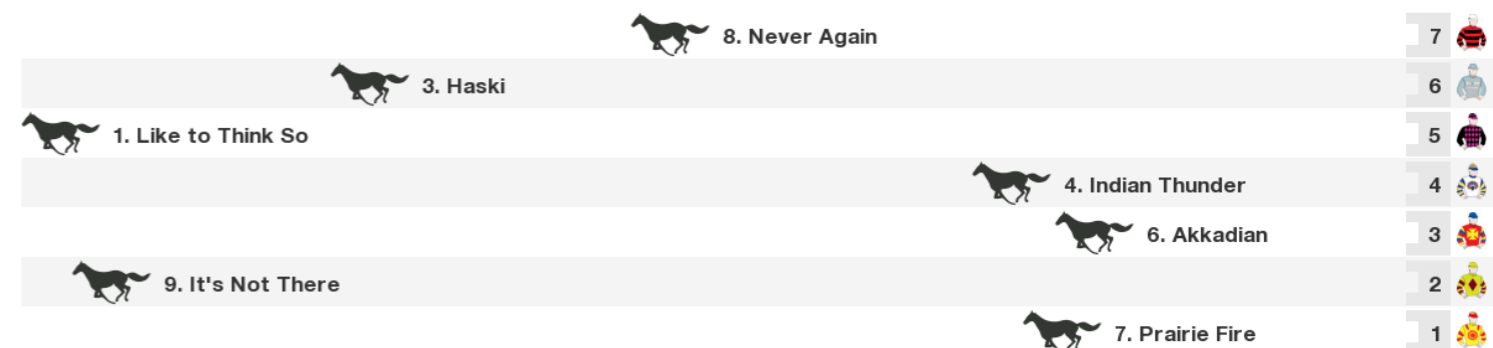 8. Never Again 7
3. Haski 6
1. Like to Think So 5
4. Indian Thunder 4
6. Akkadian 3
9. It's Not There 2
7. Prairie Fire 1